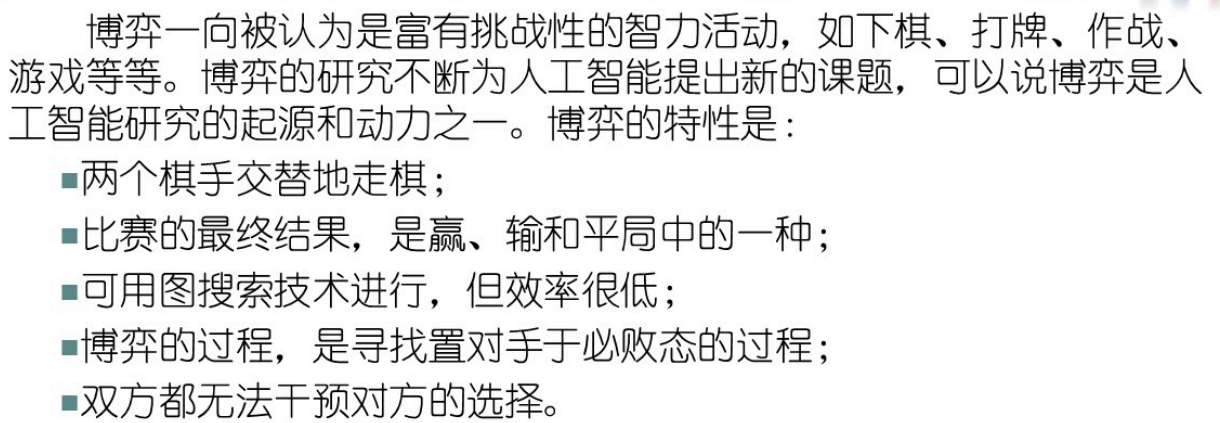 博弈一向被认为是富有挑战性的智力活动，如下棋、打牌、作战、
游戏等等。博弈的研究不断为人工智能提出新的课题，可以说博弈是人
工智能研究的起源和动力之一。博弈的特性是：
■两个棋手交替地走棋；
■比赛的最终结果，是赢、输和平局中的一种；
■可用图搜索技术进行，但效率很低；
■博弈的过程，是寻找置对手于必败态的过程；
■双方都无法干预对方的选择。